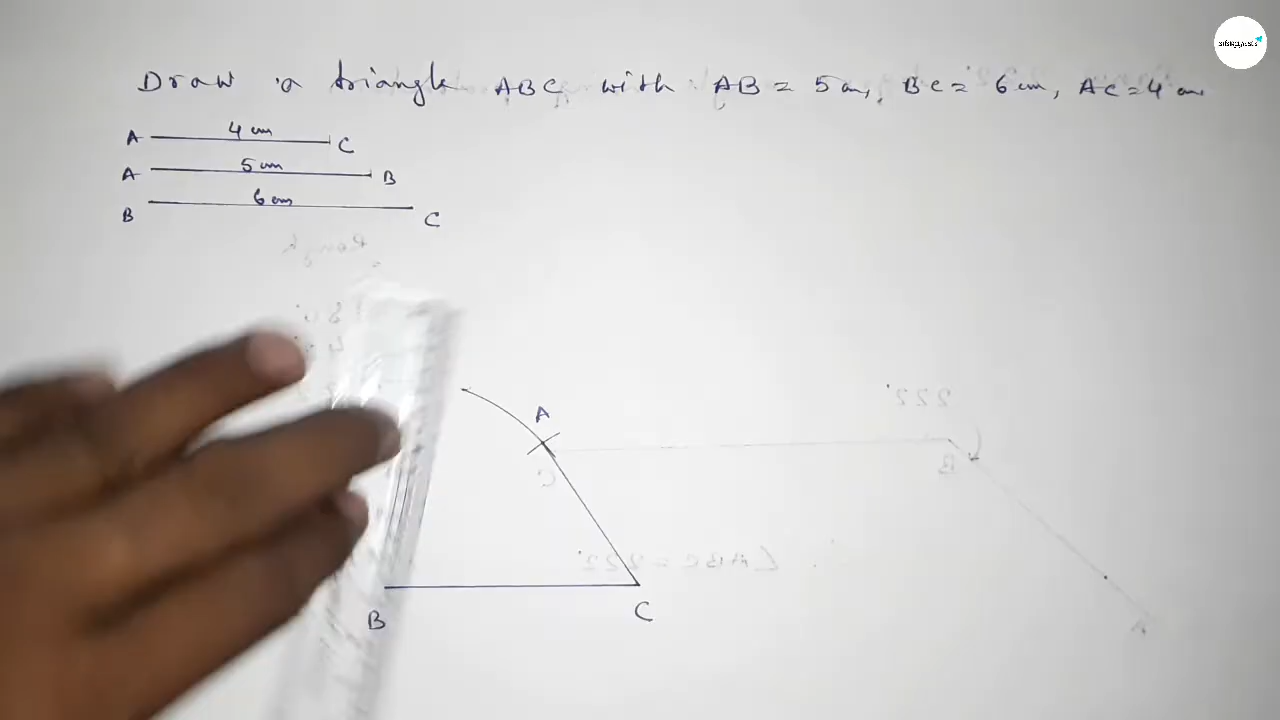 Draw a triangle ABC with AB = 5 cm, BC = 6 cm, AC = 4 cm
A 4 cm C
A 5 cm B
B 6 cm C
A
B C